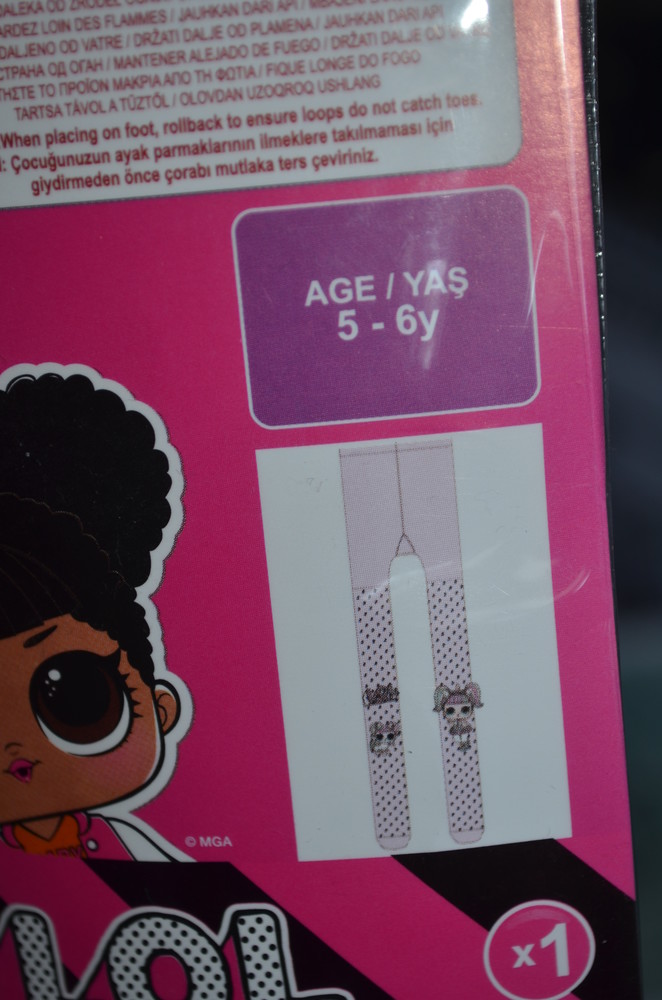 ARDEZ LOIN DES FLAMMES / JAUHKAN DARI API /
DALJENO OD VATRE / DRŽATI DALJE OD PLAMENA / JAUHKAN DARI API
СТРАНА ОД ОГАН / MANTENER ALEJADO DE FUEGO / DRŽATI DALJE OD
ΤΗΣΤΕ ΤΟ ΠΡΟΪΟΝ ΜΑΚΡΙΑ ΑΠΟ ΤΗ ΦΩΤΙΑ / FIQUE LONGE DO FOGO
TARTSA TÁVOL A TŰZTŐL / OLOVDAN UZOQROQ USHLANG
When placing on foot, rollback to ensure loops do not catch toes.
: Çocuğunuzun ayak parmaklarının ilmeklere takılmaması için
giydirmeden önce çorabı mutlaka ters çeviriniz.
AGE / YAŞ
5 - 6y
© MGA
LOL
x1